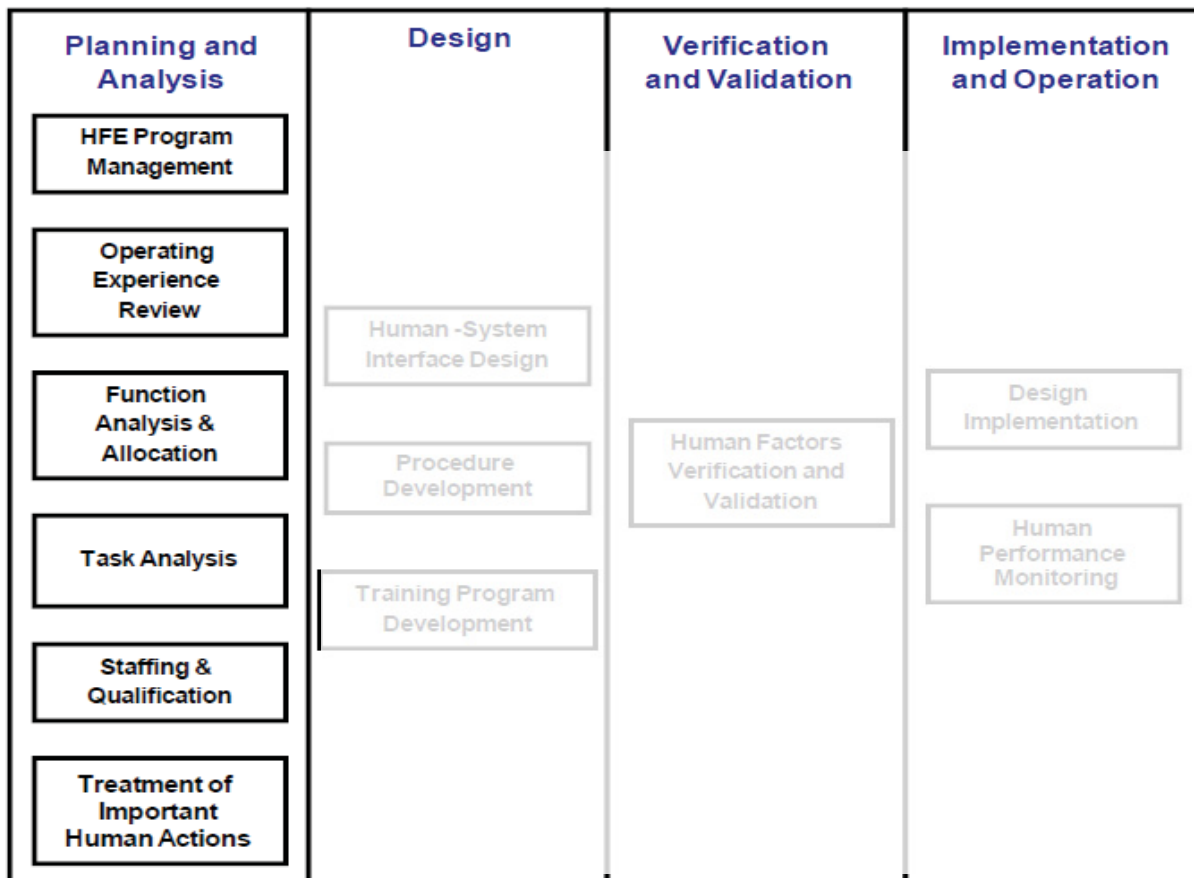 Planning and
Analysis
HFE Program
Management
Operating
Experience
Review
Function
Analysis &
Allocation
Task Analysis
Staffing &
Qualification
Treatment of
Important
Human Actions
Design
Human -System
Interface Design
Procedure
Development
Training Program
Development
Verification
and Validation
Human Factors
Verification and
Validation
Implementation
and Operation
Design
Implementation
Human
Performance
Monitoring